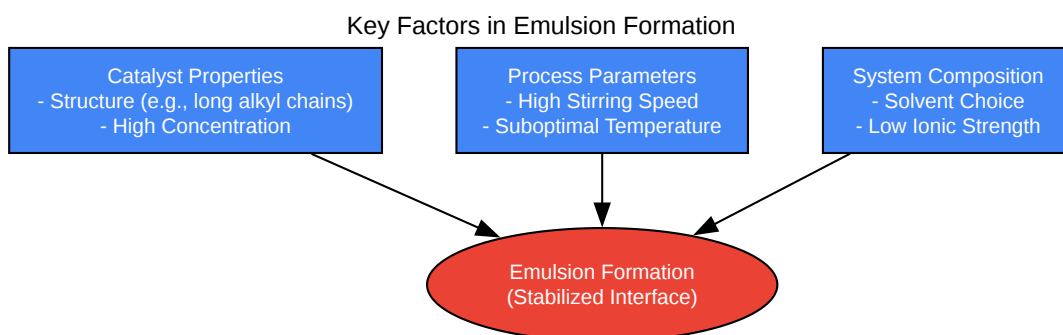 Key Factors in Emulsion Formation
Catalyst Properties
- Structure (e.g., long alkyl chains)
- High Concentration
Process Parameters
- High Stirring Speed
- Suboptimal Temperature
System Composition
- Solvent Choice
- Low Ionic Strength
Emulsion Formation
(Stabilized Interface)